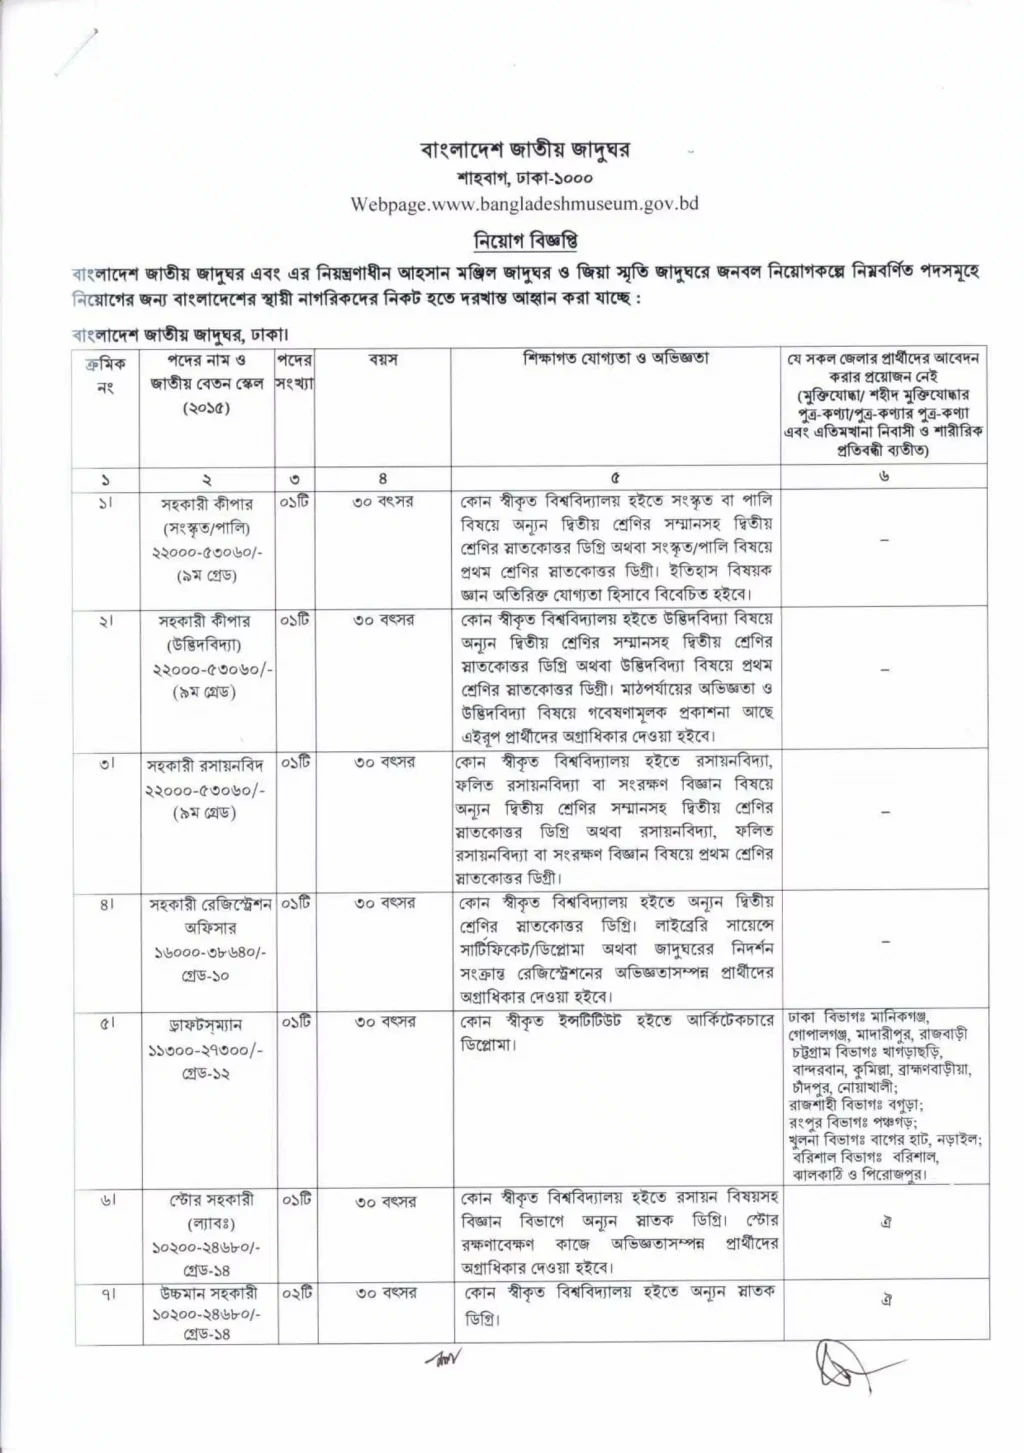 বাংলাদেশ জাতীয় জাদুঘর
শাহবাগ, ঢাকা-১০০০
Webpage.www.bangladeshmuseum.gov.bd
নিয়োগ বিজ্ঞপ্তি
বাংলাদেশ জাতীয় জাদুঘর এবং এর নিয়ন্ত্রণাধীন আহসান মঞ্জিল জাদুঘর ও জিয়া স্মৃতি জাদুঘরে জনবল নিয়োগকল্পে নিম্নবর্ণিত পদসমূহে
নিয়োগের জন্য বাংলাদেশের স্থায়ী নাগরিকদের নিকট হতে দরখাস্ত আহ্বান করা যাচ্ছে :
বাংলাদেশ জাতীয় জাদুঘর, ঢাকা।
ক্রমিক
নং
পদের নাম ও
জাতীয় বেতন স্কেল
(২০১৫)
পদের
সংখ্যা
বয়স
শিক্ষাগত যোগ্যতা ও অভিজ্ঞতা
যে সকল জেলার প্রার্থীদের আবেদন
করার প্রয়োজন নেই
(মুক্তিযোদ্ধা/ শহীদ মুক্তিযোদ্ধার
পুত্র-কণ্যা/পুত্র-কণ্যার পুত্র-কণ্যা
এবং এতিমখানা নিবাসী ও শারীরিক
প্রতিবন্ধী ব্যতীত)
১
২
৩
৪
৫
৬
১।
সহকারী কীপার
(সংস্কৃত/পালি)
২২০০০-৫৩০৬০/-
(৯ম গ্রেড)
০১টি
৩০ বৎসর
কোন স্বীকৃত বিশ্ববিদ্যালয় হইতে সংস্কৃত বা পালি
বিষয়ে অন্যূন দ্বিতীয় শ্রেণির সম্মানসহ দ্বিতীয়
শ্রেণির স্নাতকোত্তর ডিগ্রি অথবা সংস্কৃত/পালি বিষয়ে
প্রথম শ্রেণির স্নাতকোত্তর ডিগ্রী। ইতিহাস বিষয়ক
জ্ঞান অতিরিক্ত যোগ্যতা হিসাবে বিবেচিত হইবে।
–
২।
সহকারী কীপার
(উদ্ভিদবিদ্যা)
২২০০০-৫৩০৬০/-
(৯ম গ্রেড)
০১টি
৩০ বৎসর
কোন স্বীকৃত বিশ্ববিদ্যালয় হইতে উদ্ভিদবিদ্যা বিষয়ে
অন্যূন দ্বিতীয় শ্রেণির সম্মানসহ দ্বিতীয় শ্রেণির
স্নাতকোত্তর ডিগ্রি অথবা উদ্ভিদবিদ্যা বিষয়ে প্রথম
শ্রেণির স্নাতকোত্তর ডিগ্রী। মাঠপর্যায়ের অভিজ্ঞতা ও
উদ্ভিদবিদ্যা বিষয়ে গবেষণামূলক প্রকাশনা আছে
এইরূপ প্রার্থীদের অগ্রাধিকার দেওয়া হইবে।
–
৩।
সহকারী রসায়নবিদ
২২০০০-৫৩০৬০/-
(৯ম গ্রেড)
০১টি
৩০ বৎসর
কোন স্বীকৃত বিশ্ববিদ্যালয় হইতে রসায়নবিদ্যা,
ফলিত রসায়নবিদ্যা বা সংরক্ষণ বিজ্ঞান বিষয়ে
অন্যূন দ্বিতীয় শ্রেণির সম্মানসহ দ্বিতীয় শ্রেণির
স্নাতকোত্তর ডিগ্রি অথবা রসায়নবিদ্যা, ফলিত
রসায়নবিদ্যা বা সংরক্ষণ বিজ্ঞান বিষয়ে প্রথম শ্রেণির
স্নাতকোত্তর ডিগ্রী।
–
৪।
সহকারী রেজিস্ট্রেশন
অফিসার
১৬০০০-৩৮৬৪০/-
গ্রেড-১০
০১টি
৩০ বৎসর
কোন স্বীকৃত বিশ্ববিদ্যালয় হইতে অন্যূন দ্বিতীয়
শ্রেণির স্নাতকোত্তর ডিগ্রি। লাইব্রেরি সায়েন্সে
সার্টিফিকেট/ডিপ্লোমা অথবা জাদুঘরের নিদর্শন
সংক্রান্ত রেজিস্ট্রেশনের অভিজ্ঞতাসম্পন্ন প্রার্থীদের
অগ্রাধিকার দেওয়া হইবে।
–
৫।
ড্রাফটস্‌ম্যান
১১৩০০-২৭৩০০/-
গ্রেড-১২
০১টি
৩০ বৎসর
কোন স্বীকৃত ইন্সটিটিউট হইতে আর্কিটেকচারে
ডিপ্লোমা।
ঢাকা বিভাগঃ মানিকগঞ্জ,
গোপালগঞ্জ, মাদারীপুর, রাজবাড়ী
চট্টগ্রাম বিভাগঃ খাগড়াছড়ি,
বান্দরবান, কুমিল্লা, ব্রাহ্মণবাড়ীয়া,
চাঁদপুর, নোয়াখালী;
রাজশাহী বিভাগঃ বগুড়া;
রংপুর বিভাগঃ পঞ্চগড়;
খুলনা বিভাগঃ বাগের হাট, নড়াইল;
বরিশাল বিভাগঃ বরিশাল,
ঝালকাঠি ও পিরোজপুর।
৬।
স্টোর সহকারী
(ল্যাবঃ)
১০২০০-২৪৬৮০/-
গ্রেড-১৪
০১টি
৩০ বৎসর
কোন স্বীকৃত বিশ্ববিদ্যালয় হইতে রসায়ন বিষয়সহ
বিজ্ঞান বিভাগে অন্যূন স্নাতক ডিগ্রি। স্টোর
রক্ষণাবেক্ষণ কাজে অভিজ্ঞতাসম্পন্ন প্রার্থীদের
অগ্রাধিকার দেওয়া হইবে।
ঐ
৭।
উচ্চমান সহকারী
১০২০০-২৪৬৮০/-
গ্রেড-১৪
০২টি
৩০ বৎসর
কোন স্বীকৃত বিশ্ববিদ্যালয় হইতে অন্যূন স্নাতক
ডিগ্রি।
ঐ